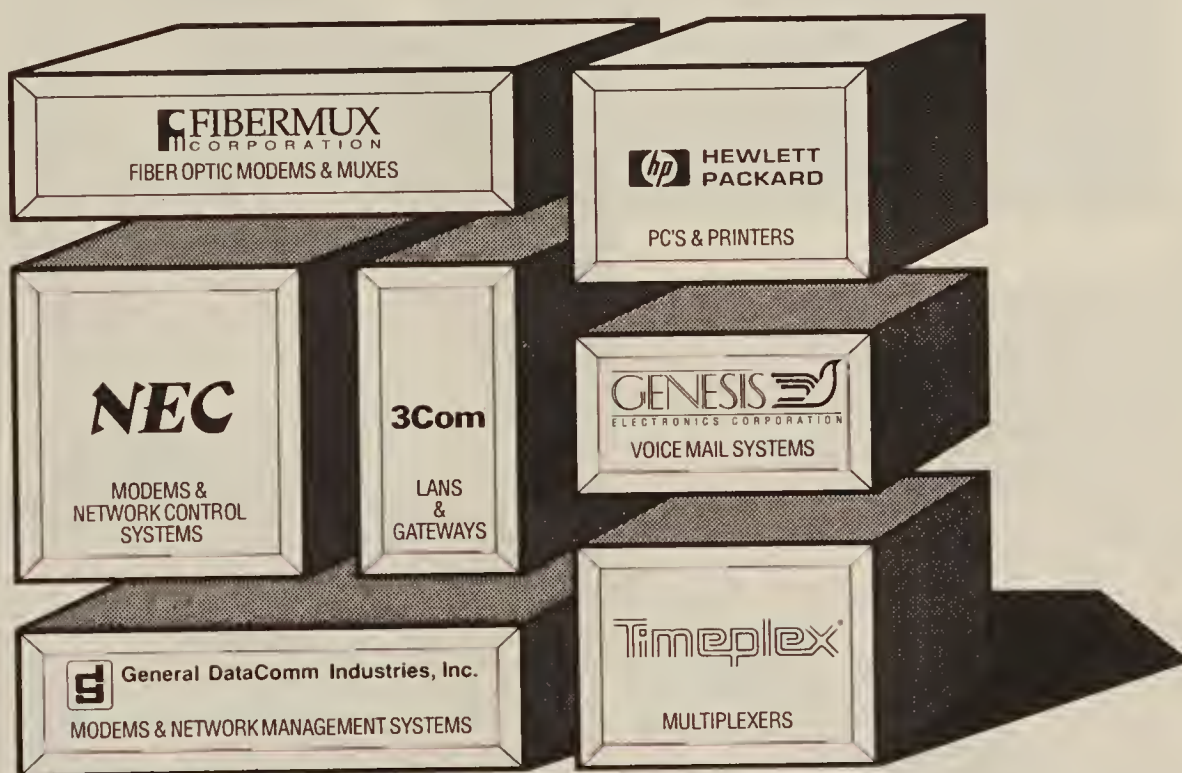 FIBERMUX
CORPORATION
FIBER OPTIC MODEMS & MUXES
hp HEWLETT
PACKARD
PC'S & PRINTERS
NEC
MODEMS &
NETWORK CONTROL
SYSTEMS
3Com
LANS
&
GATEWAYS
GENESIS
ELECTRONICS CORPORATION
VOICE MAIL SYSTEMS
General DataComm Industries, Inc.
MODEMS & NETWORK MANAGEMENT SYSTEMS
Timeplex®
MULTIPLEXERS